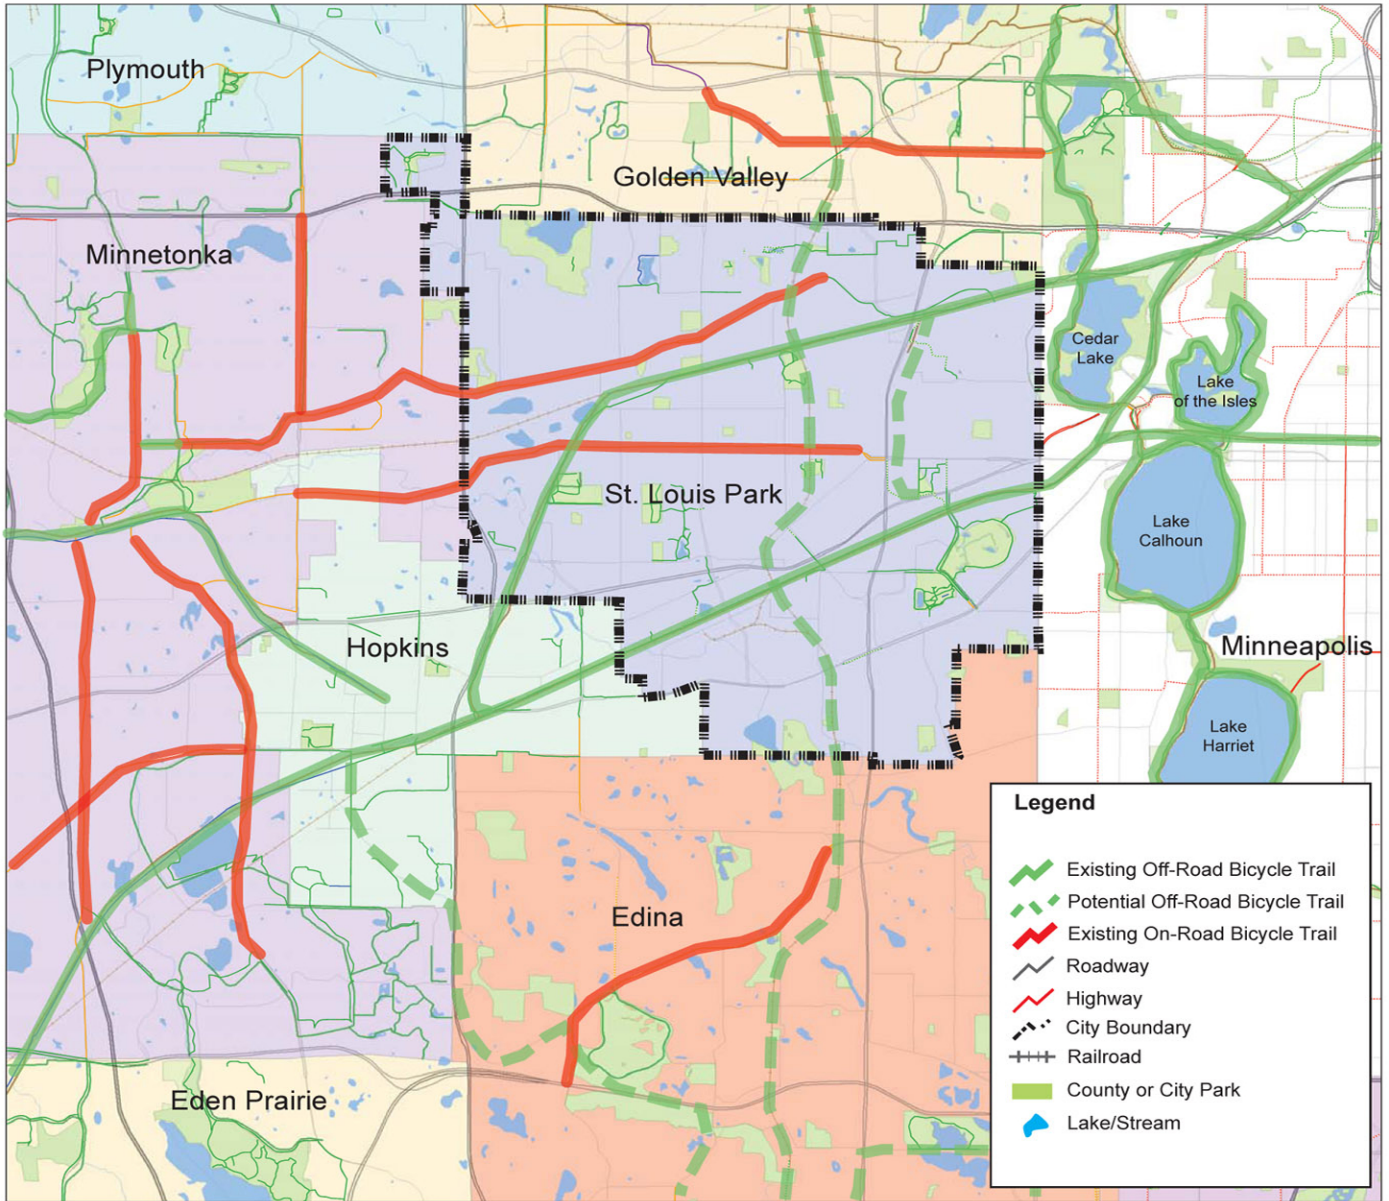 Plymouth
Golden Valley
Minnetonka
Cedar
Lake
Lake
of the Isles
St. Louis Park
Lake
Calhoun
Hopkins
Minneapolis
Lake
Harriet
Edina
Eden Prairie
Legend
Existing Off-Road Bicycle Trail
Potential Off-Road Bicycle Trail
Existing On-Road Bicycle Trail
Roadway
Highway
City Boundary
Railroad
County or City Park
Lake/Stream